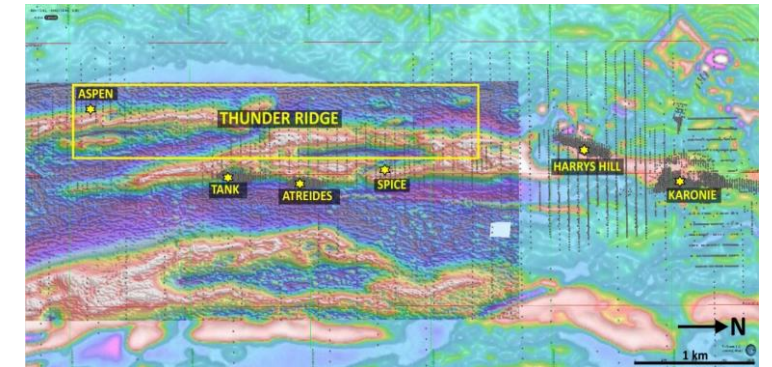 ASPEN
THUNDER RIDGE
TANK
ATREIDES
SPICE
HARRYS HILL
KARONIE
N
1 km